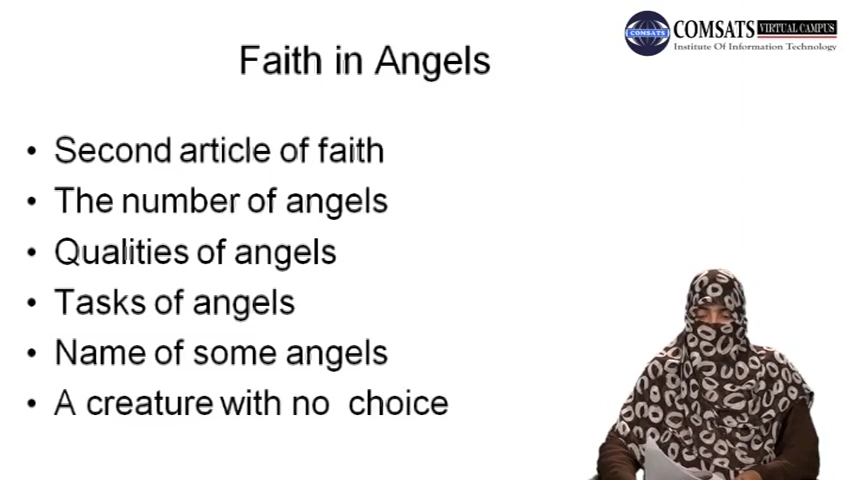 COMSATS VIRTUAL CAMPUS
COMSATS
Institute Of Information Technology
Faith in Angels
• Second article of faith
• The number of angels
• Qualities of angels
• Tasks of angels
• Name of some angels
• A creature with no choice